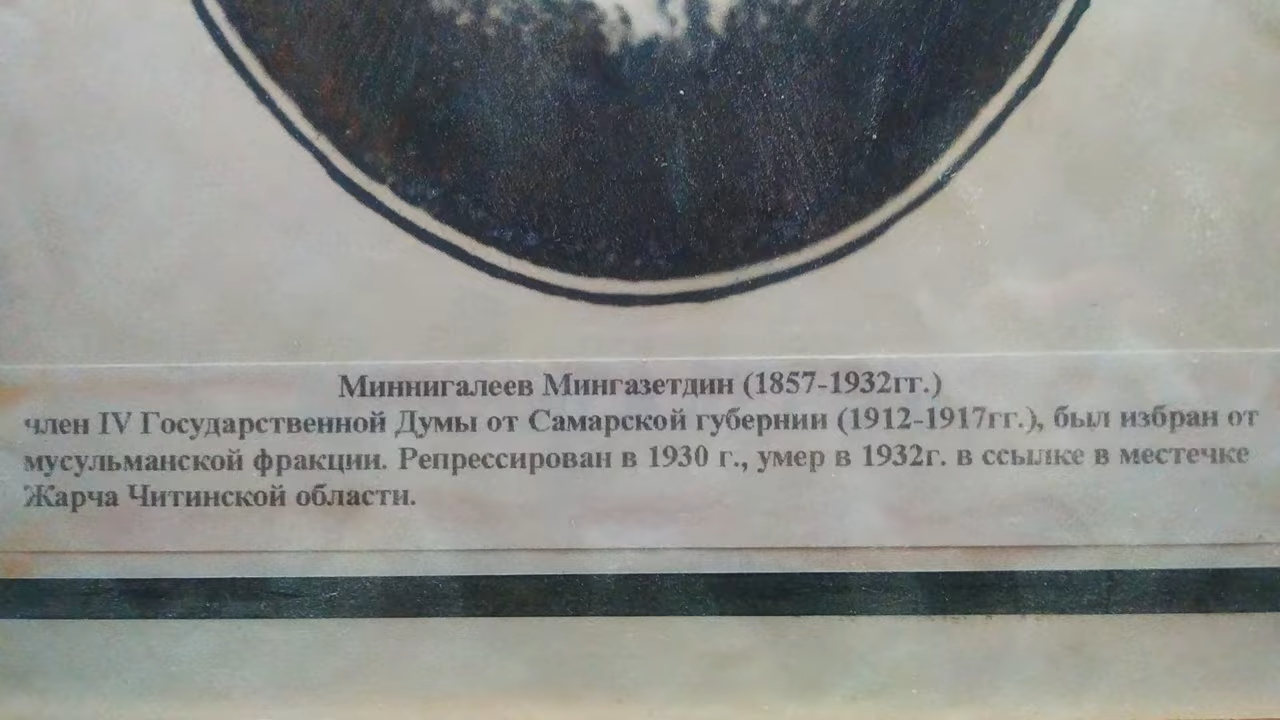 Миннигалеев Мингазетдин (1857-1932гг.)
член IV Государственной Думы от Самарской губернии (1912-1917гг.), был избран от
мусульманской фракции. Репрессирован в 1930 г., умер в 1932г. в ссылке в местечке
Жарча Читинской области.